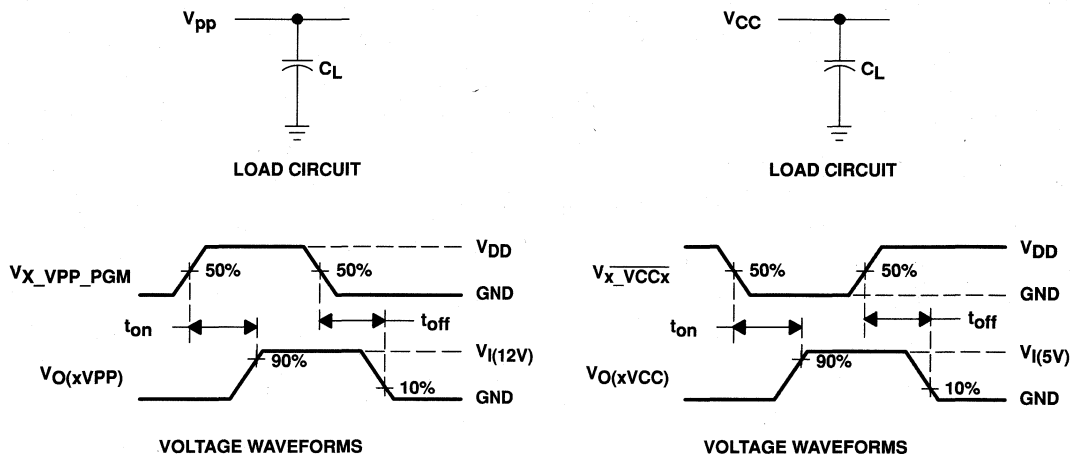 Vpp
CL
LOAD CIRCUIT
VX_VPP_PGM
50%
50%
VDD
GND
ton
toff
VO(xVPP)
90%
10%
VI(12V)
GND
VOLTAGE WAVEFORMS
VCC
CL
LOAD CIRCUIT
Vx_VCCx
50%
50%
VDD
GND
ton
toff
VO(xVCC)
90%
10%
VI(5V)
GND
VOLTAGE WAVEFORMS